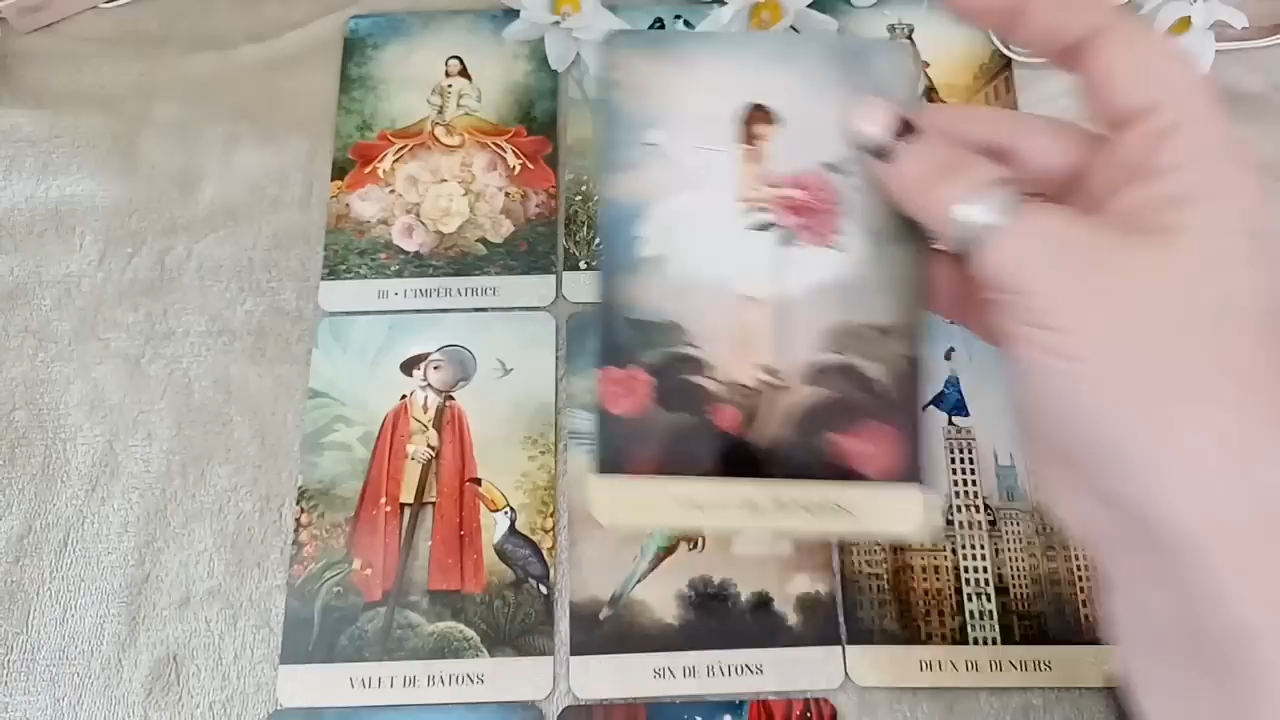 III • L'IMPÉRATRICE
VALET DE BÂTONS
SIX DE BÂTONS
DEUX DE DENIERS